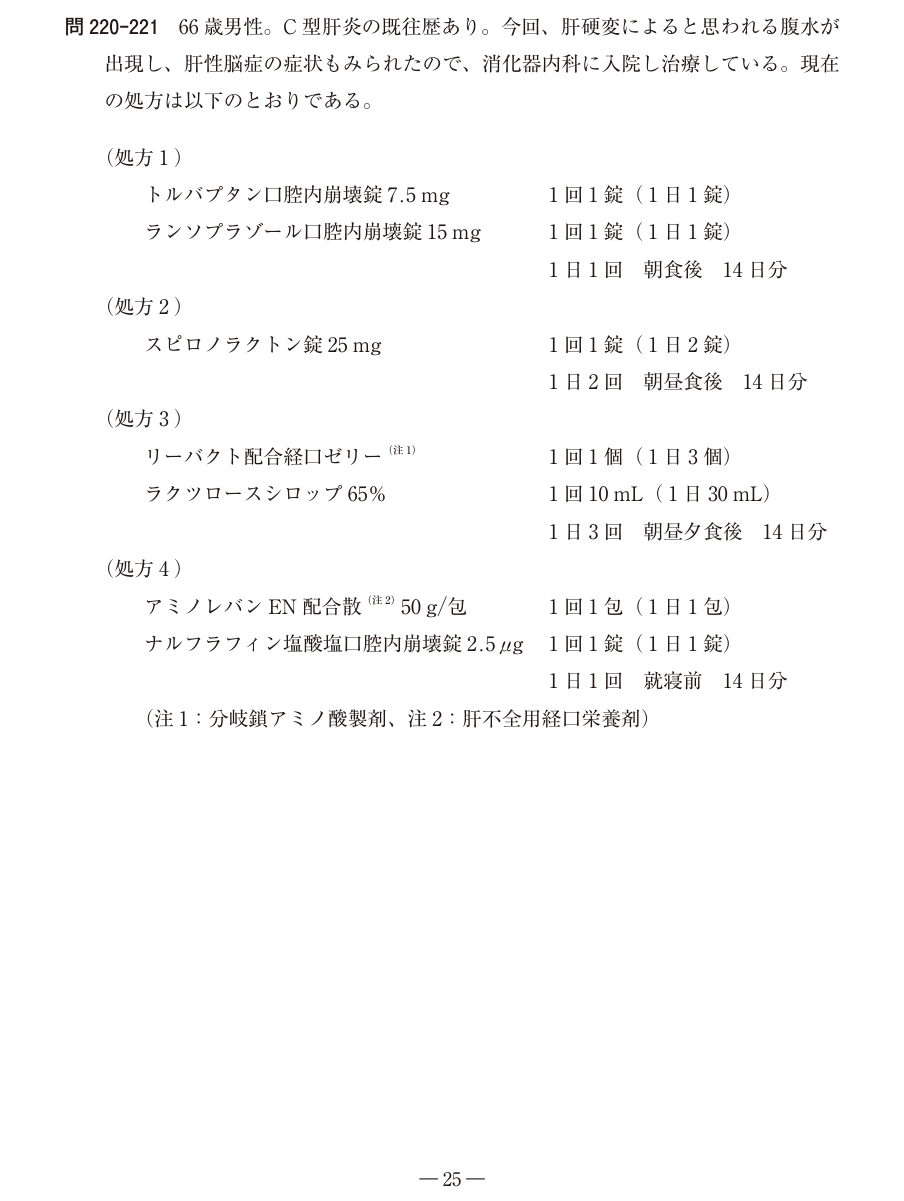 問 220-221　66 歳男性。C 型肝炎の既往歴あり。今回、肝硬変によると思われる腹水が
出現し、肝性脳症の症状もみられたので、消化器内科に入院し治療している。現在
の処方は以下のとおりである。
（処方 1 ）
トルバプタン口腔内崩壊錠 7.5 mg　1 回 1 錠（ 1 日 1 錠）
ランソプラゾール口腔内崩壊錠 15 mg　1 回 1 錠（ 1 日 1 錠）
1 日 1 回　朝食後　14 日分
（処方 2 ）
スピロノラクトン錠 25 mg　1 回 1 錠（ 1 日 2 錠）
1 日 2 回　朝昼食後　14 日分
（処方 3 ）
リーバクト配合経口ゼリー（注1）　1 回 1 個（ 1 日 3 個）
ラクツロースシロップ 65%　1 回 10 mL（ 1 日 30 mL）
1 日 3 回　朝昼夕食後　14 日分
（処方 4 ）
アミノレバン EN 配合散（注2） 50 g/包　1 回 1 包（ 1 日 1 包）
ナルフラフィン塩酸塩口腔内崩壊錠 2.5 μg　1 回 1 錠（ 1 日 1 錠）
1 日 1 回　就寝前　14 日分
（注 1：分岐鎖アミノ酸製剤、注 2：肝不全用経口栄養剤）
― 25 ―